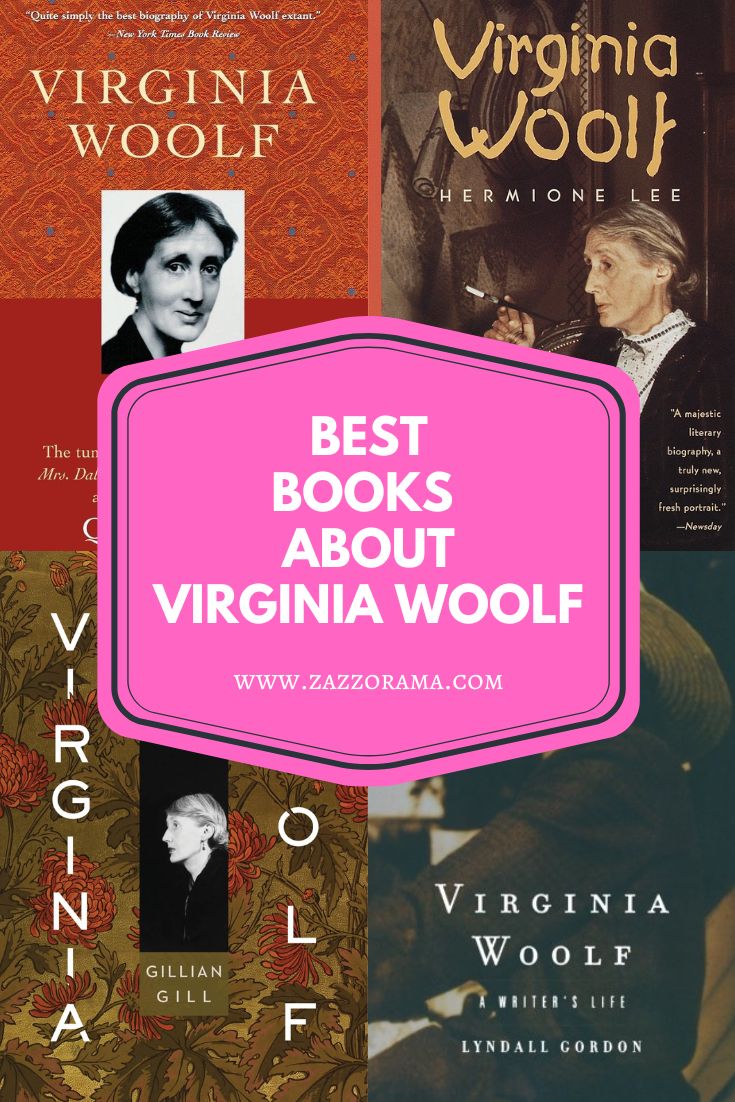 “Quite simply the best biography of Virginia Woolf extant.”
—New York Times Book Review
VIRGINIA
WOOLF
The
Virginia
Woolf
HERMIONE LEE
"A majestic
literary
biography, a
truly new,
surprisingly
fresh portrait."
—Newsday
BEST
BOOKS
ABOUT
VIRGINIA WOOLF
WWW.ZAZZORAMA.COM
VIRGINIA
OLF
GILLIAN
GILL
VIRGINIA
WOOLF
A WRITER'S LIFE
LYNDALL GORDON